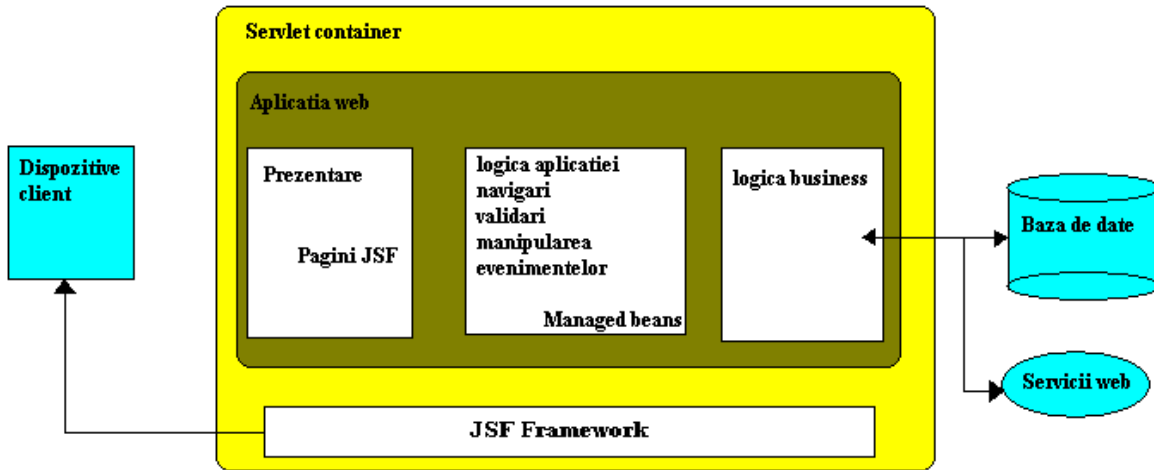 Servlet container
Aplicatia web
Dispozitive
client
Prezentare
Pagini JSF
logica aplicatiei
navigari
validari
manipularea
evenimentelor
Managed beans
logica business
Baza de date
Servicii web
JSF Framework